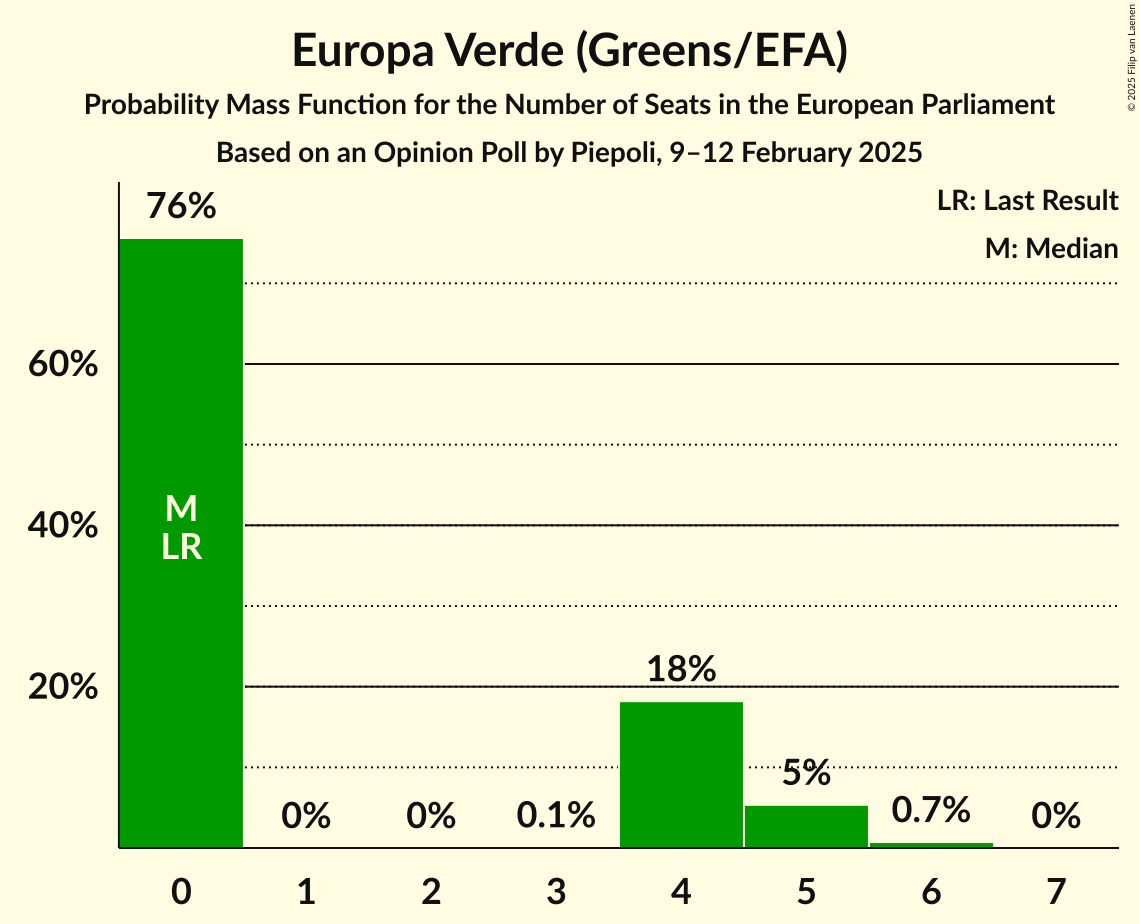 Europa Verde (Greens/EFA)
Probability Mass Function for the Number of Seats in the European Parliament
Based on an Opinion Poll by Piepoli, 9–12 February 2025
© 2025 Filip van Laenen
LR: Last Result
M: Median
76%
60%
40%
20%
M
LR
0%
0%
0.1%
18%
5%
0.7%
0%
0
1
2
3
4
5
6
7